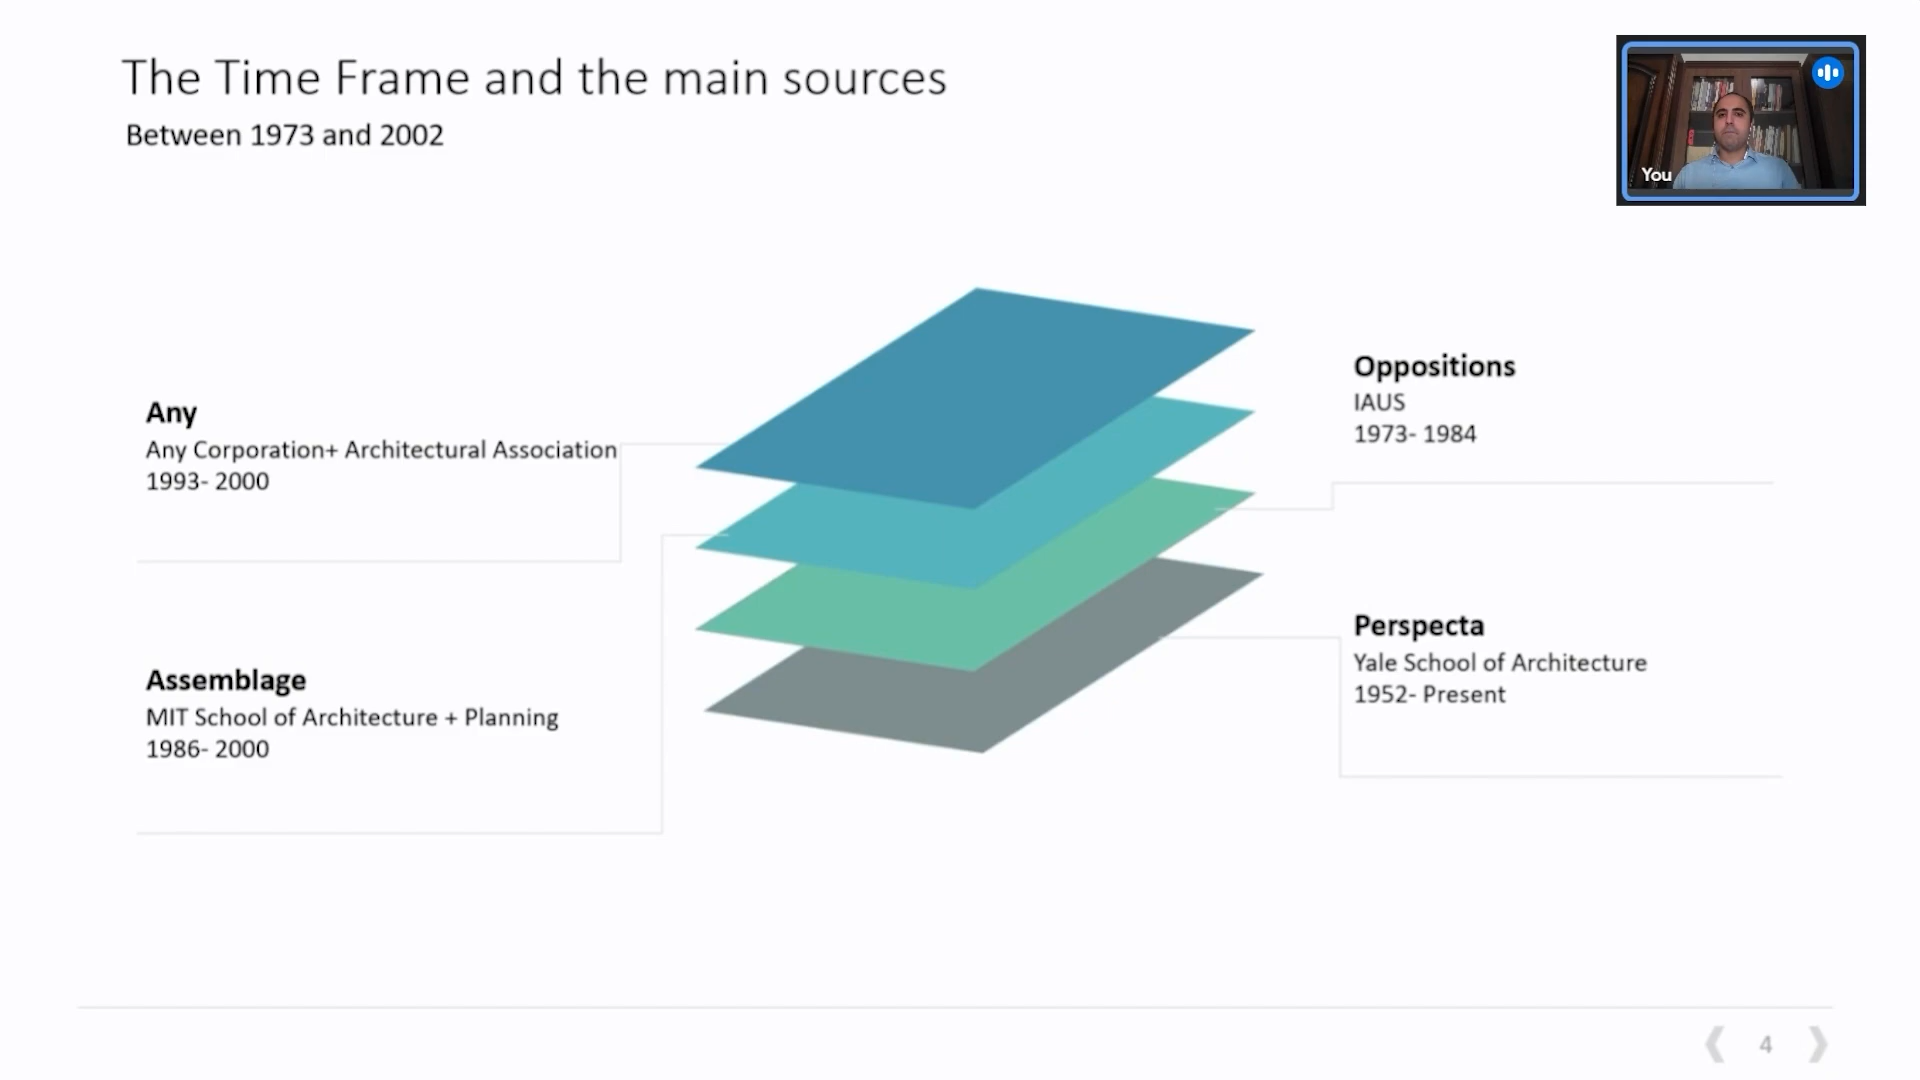 The Time Frame and the main sources
Between 1973 and 2002
You
Any
Any Corporation+ Architectural Association
1993- 2000
Assemblage
MIT School of Architecture + Planning
1986- 2000
Oppositions
IAUS
1973- 1984
Perspecta
Yale School of Architecture
1952- Present
4